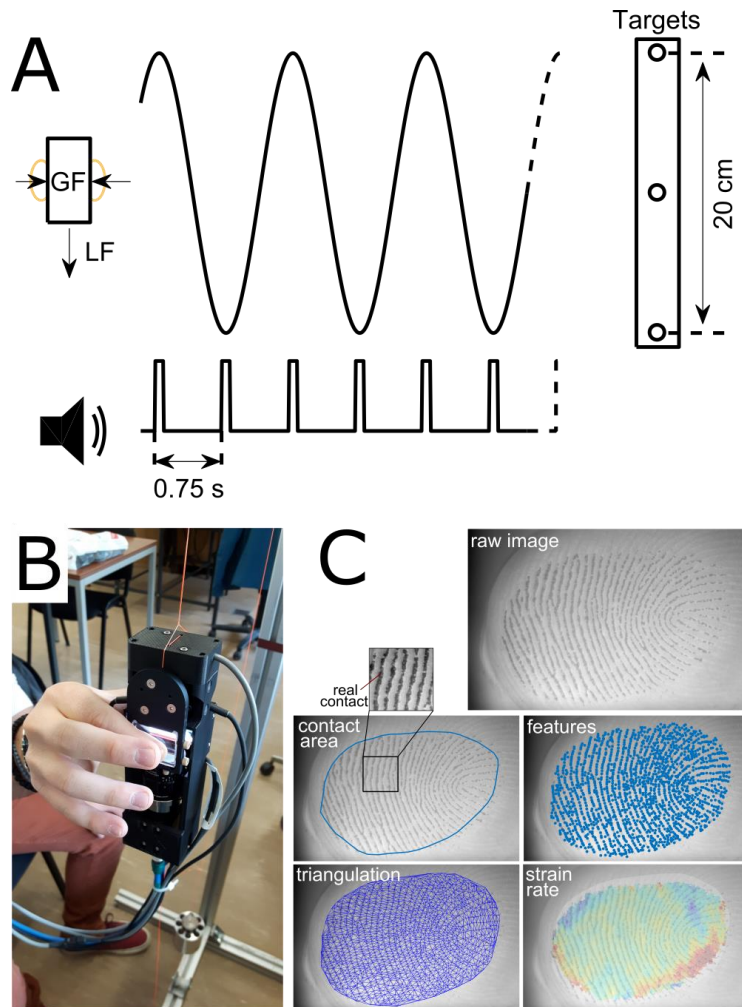 A
Targets
GF
LF
20 cm
0.75 s
B
C
raw image
real
contact
contact
area
features
triangulation
strain
rate